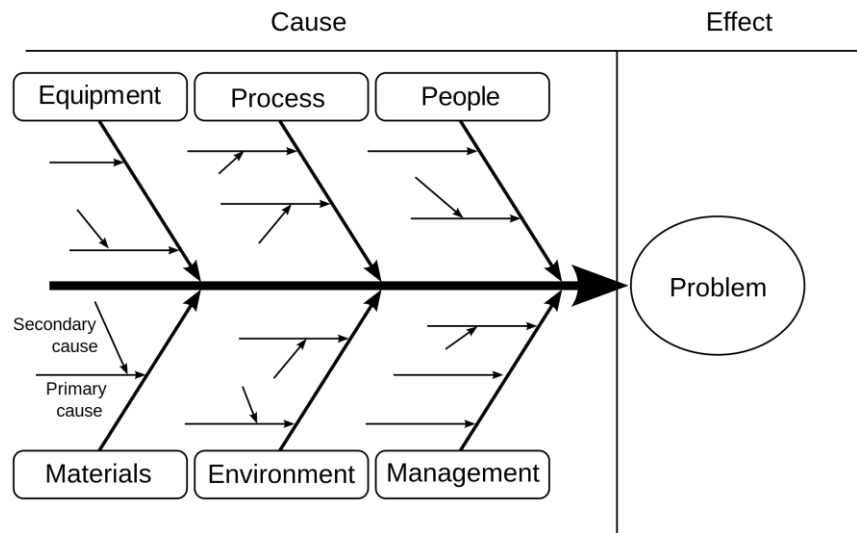 Cause
Effect
Equipment
Process
People
Problem
Secondary
cause
Primary
cause
Materials
Environment
Management